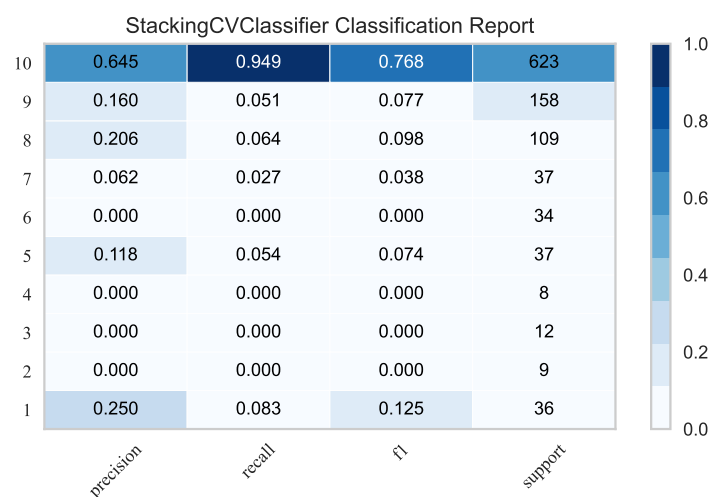 StackingCVClassifier Classification Report
10 0.645 0.949 0.768 623 1.0
9 0.160 0.051 0.077 158
8 0.206 0.064 0.098 109 0.8
7 0.062 0.027 0.038 37
6 0.000 0.000 0.000 34 0.6
5 0.118 0.054 0.074 37
4 0.000 0.000 0.000 8 0.4
3 0.000 0.000 0.000 12
2 0.000 0.000 0.000 9 0.2
1 0.250 0.083 0.125 36 0.0
precision recall f1 support